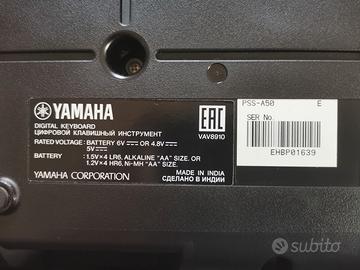 YAMAHA
DIGITAL KEYBOARD
ЦИФРОВОЙ КЛАВИШНЫЙ ИНСТРУМЕНТ
RATED VOLTAGE: BATTERY 6V ⎓ OR 4.8V ⎓
5V ⎓
BATTERY : 1.5V×4 LR6, ALKALINE "AA" SIZE. OR
1.2V×4 HR6, Ni-MH "AA" SIZE.
YAMAHA CORPORATION
MADE IN INDIA
СДЕЛАНО В ИНДИИ
EAC
VAV8910
PSS-A50 E
SER No.
EHBP01639
subito